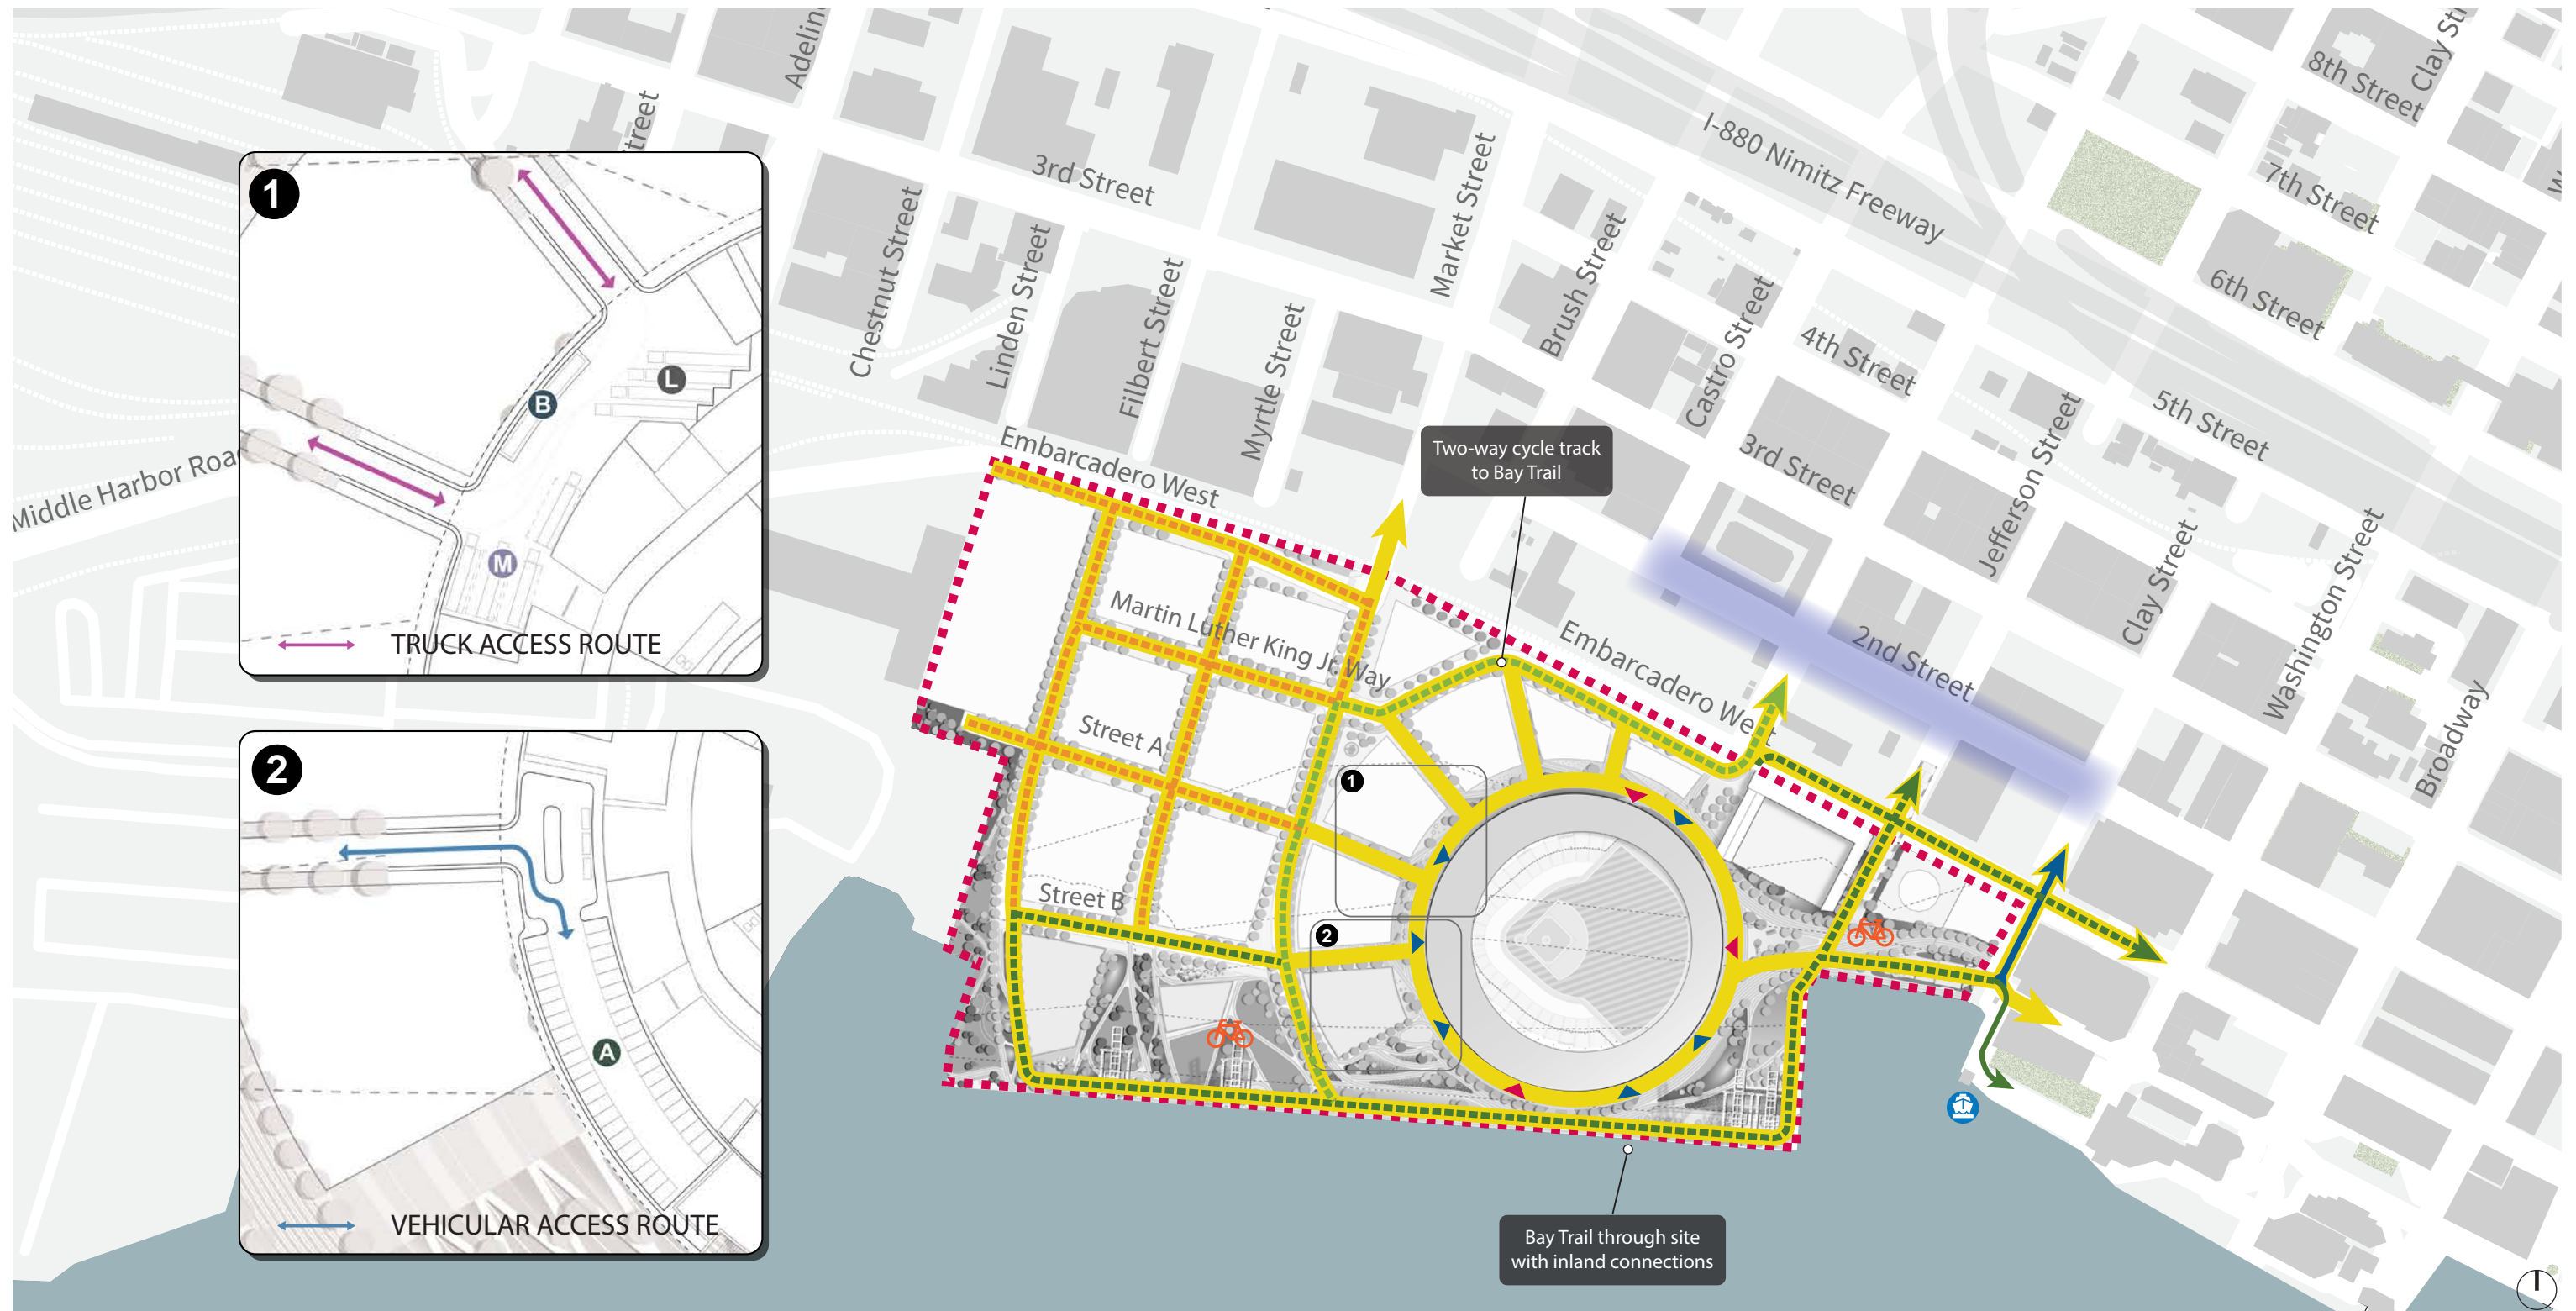 Clay St
8th Street
Adelin
treet
I-880 Nimitz Freeway
7th Street
3rd Street
Market Street
6th Street
Chestnut Street
Linden Street
Filbert Street
Myrtle Street
Brush Street
Castro Street
4th Street
5th Street
Jefferson Street
3rd Street
Clay Street
Washington Street
Broadway
2nd Street
Middle Harbor Roa
Embarcadero West
Embarcadero West
Martin Luther King Jr. Way
Street A
Street B
Two-way cycle track
to Bay Trail
Bay Trail through site
with inland connections
1
2
1
B
L
M
TRUCK ACCESS ROUTE
2
A
VEHICULAR ACCESS ROUTE